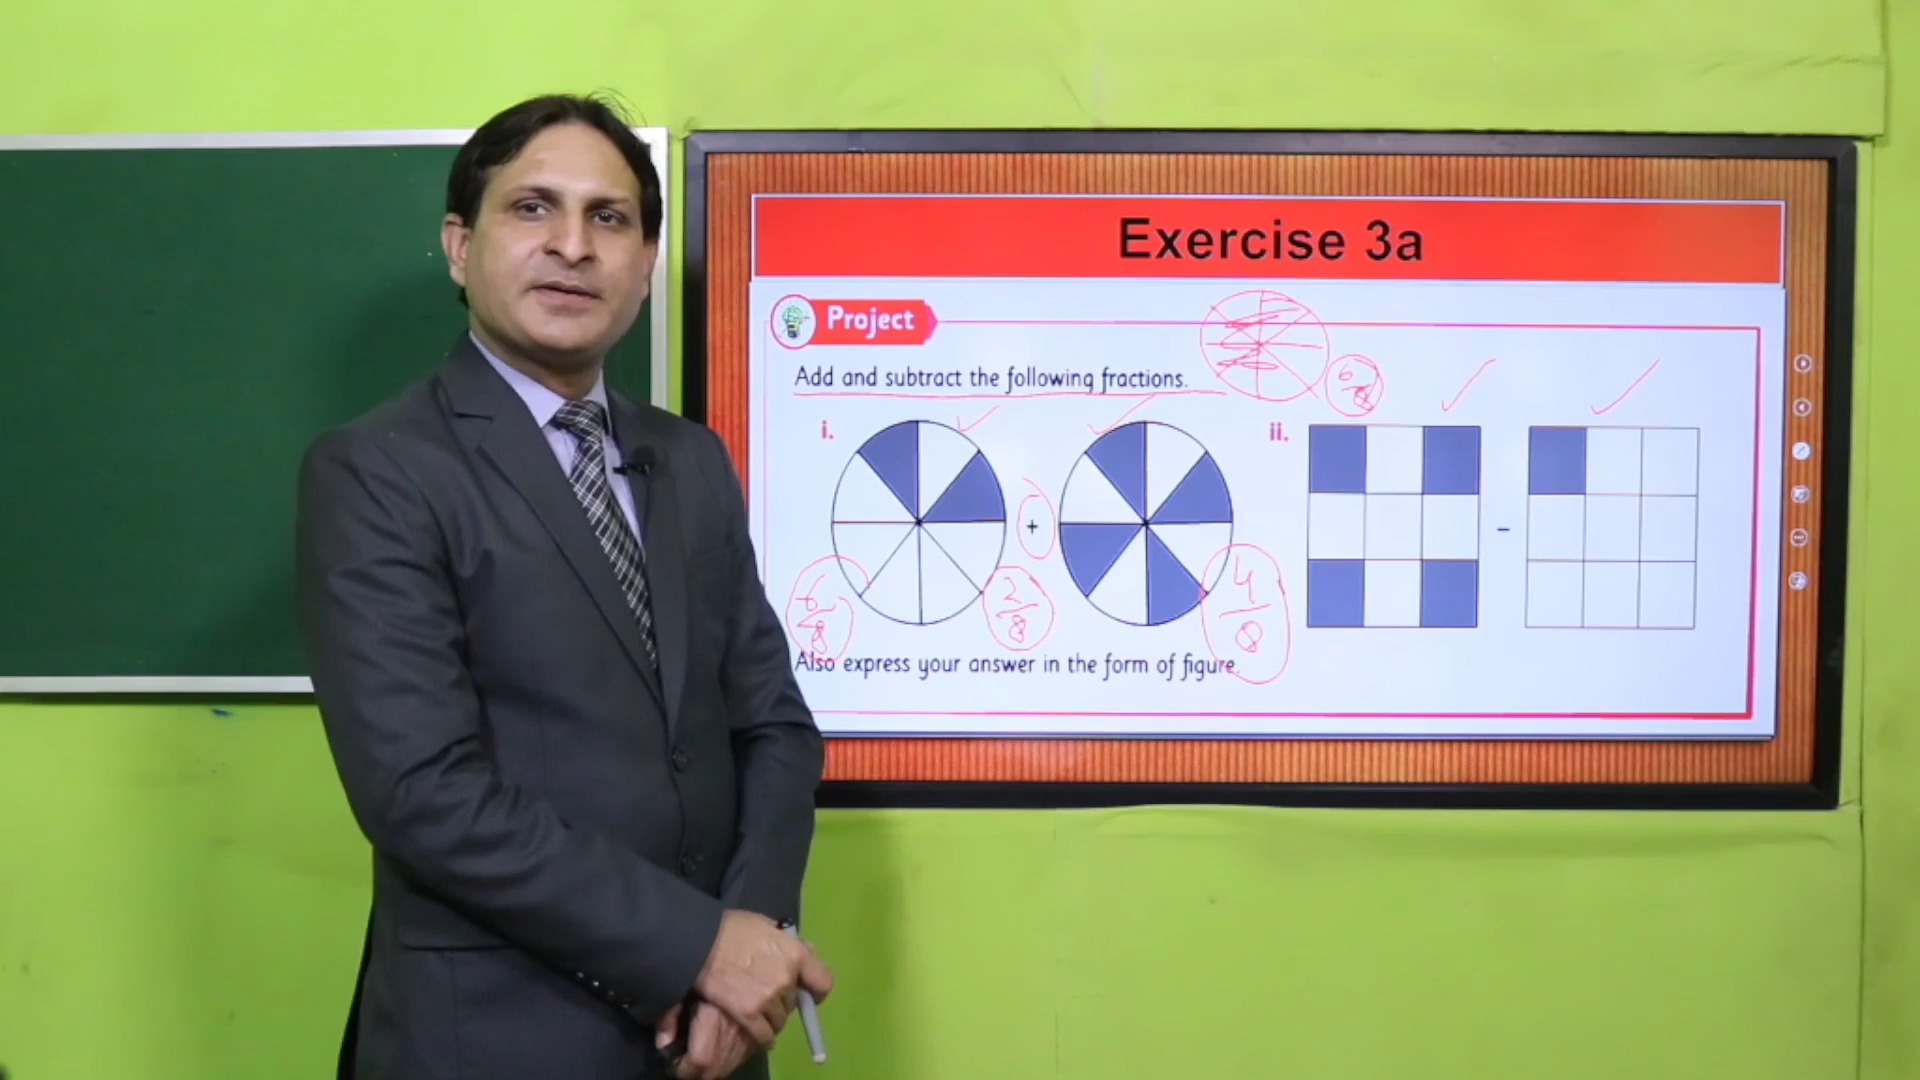 Exercise 3a
Project
Add and subtract the following fractions.
6/8
i.
ii.
+
-
6/8
2/8
4/8
Also express your answer in the form of figure.